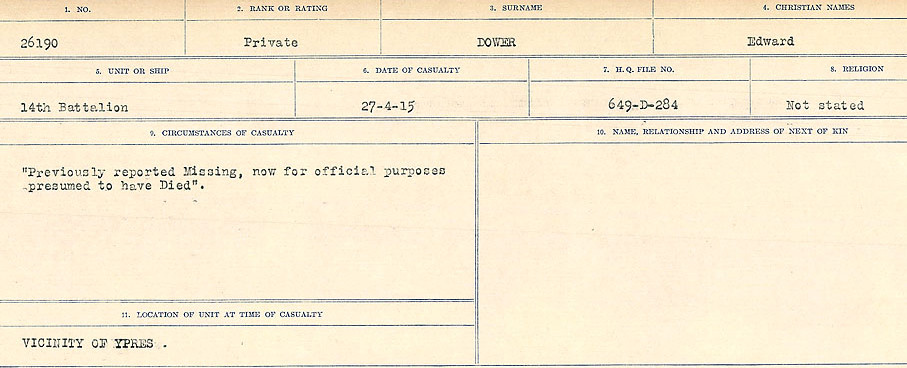 1. NO.
2. RANK OR RATING
3. SURNAME
4. CHRISTIAN NAMES
26190
Private
DOWER
Edward
5. UNIT OR SHIP
6. DATE OF CASUALTY
7. H.Q. FILE NO.
8. RELIGION
14th Battalion
27-4-15
649-D-284
Not stated
9. CIRCUMSTANCES OF CASUALTY
10. NAME, RELATIONSHIP AND ADDRESS OF NEXT OF KIN
"Previously reported Missing, now for official purposes
presumed to have Died".
11. LOCATION OF UNIT AT TIME OF CASUALTY
VICINITY OF YPRES .